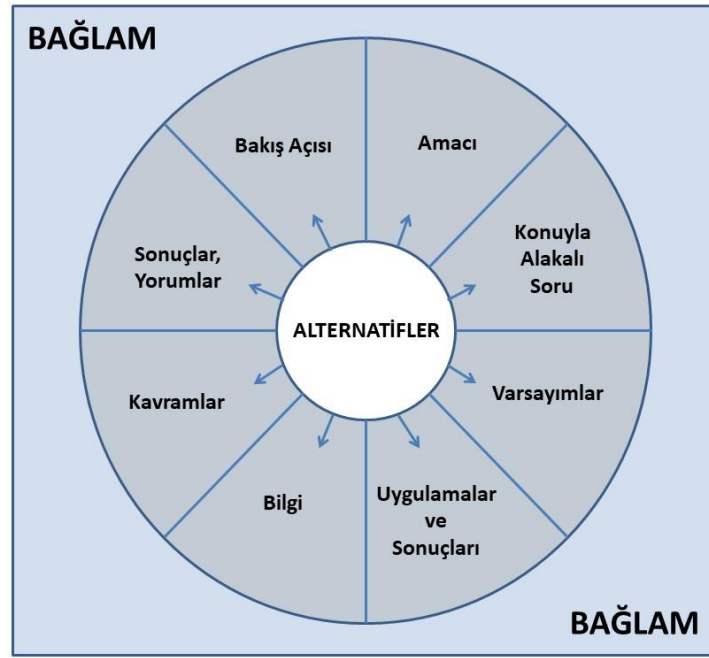 BAĞLAM
Bakış Açısı
Amacı
Konuyla
Alakalı
Soru
Sonuçlar,
Yorumlar
ALTERNATİFLER
Kavramlar
Varsayımlar
Bilgi
Uygulamalar
ve
Sonuçları
BAĞLAM